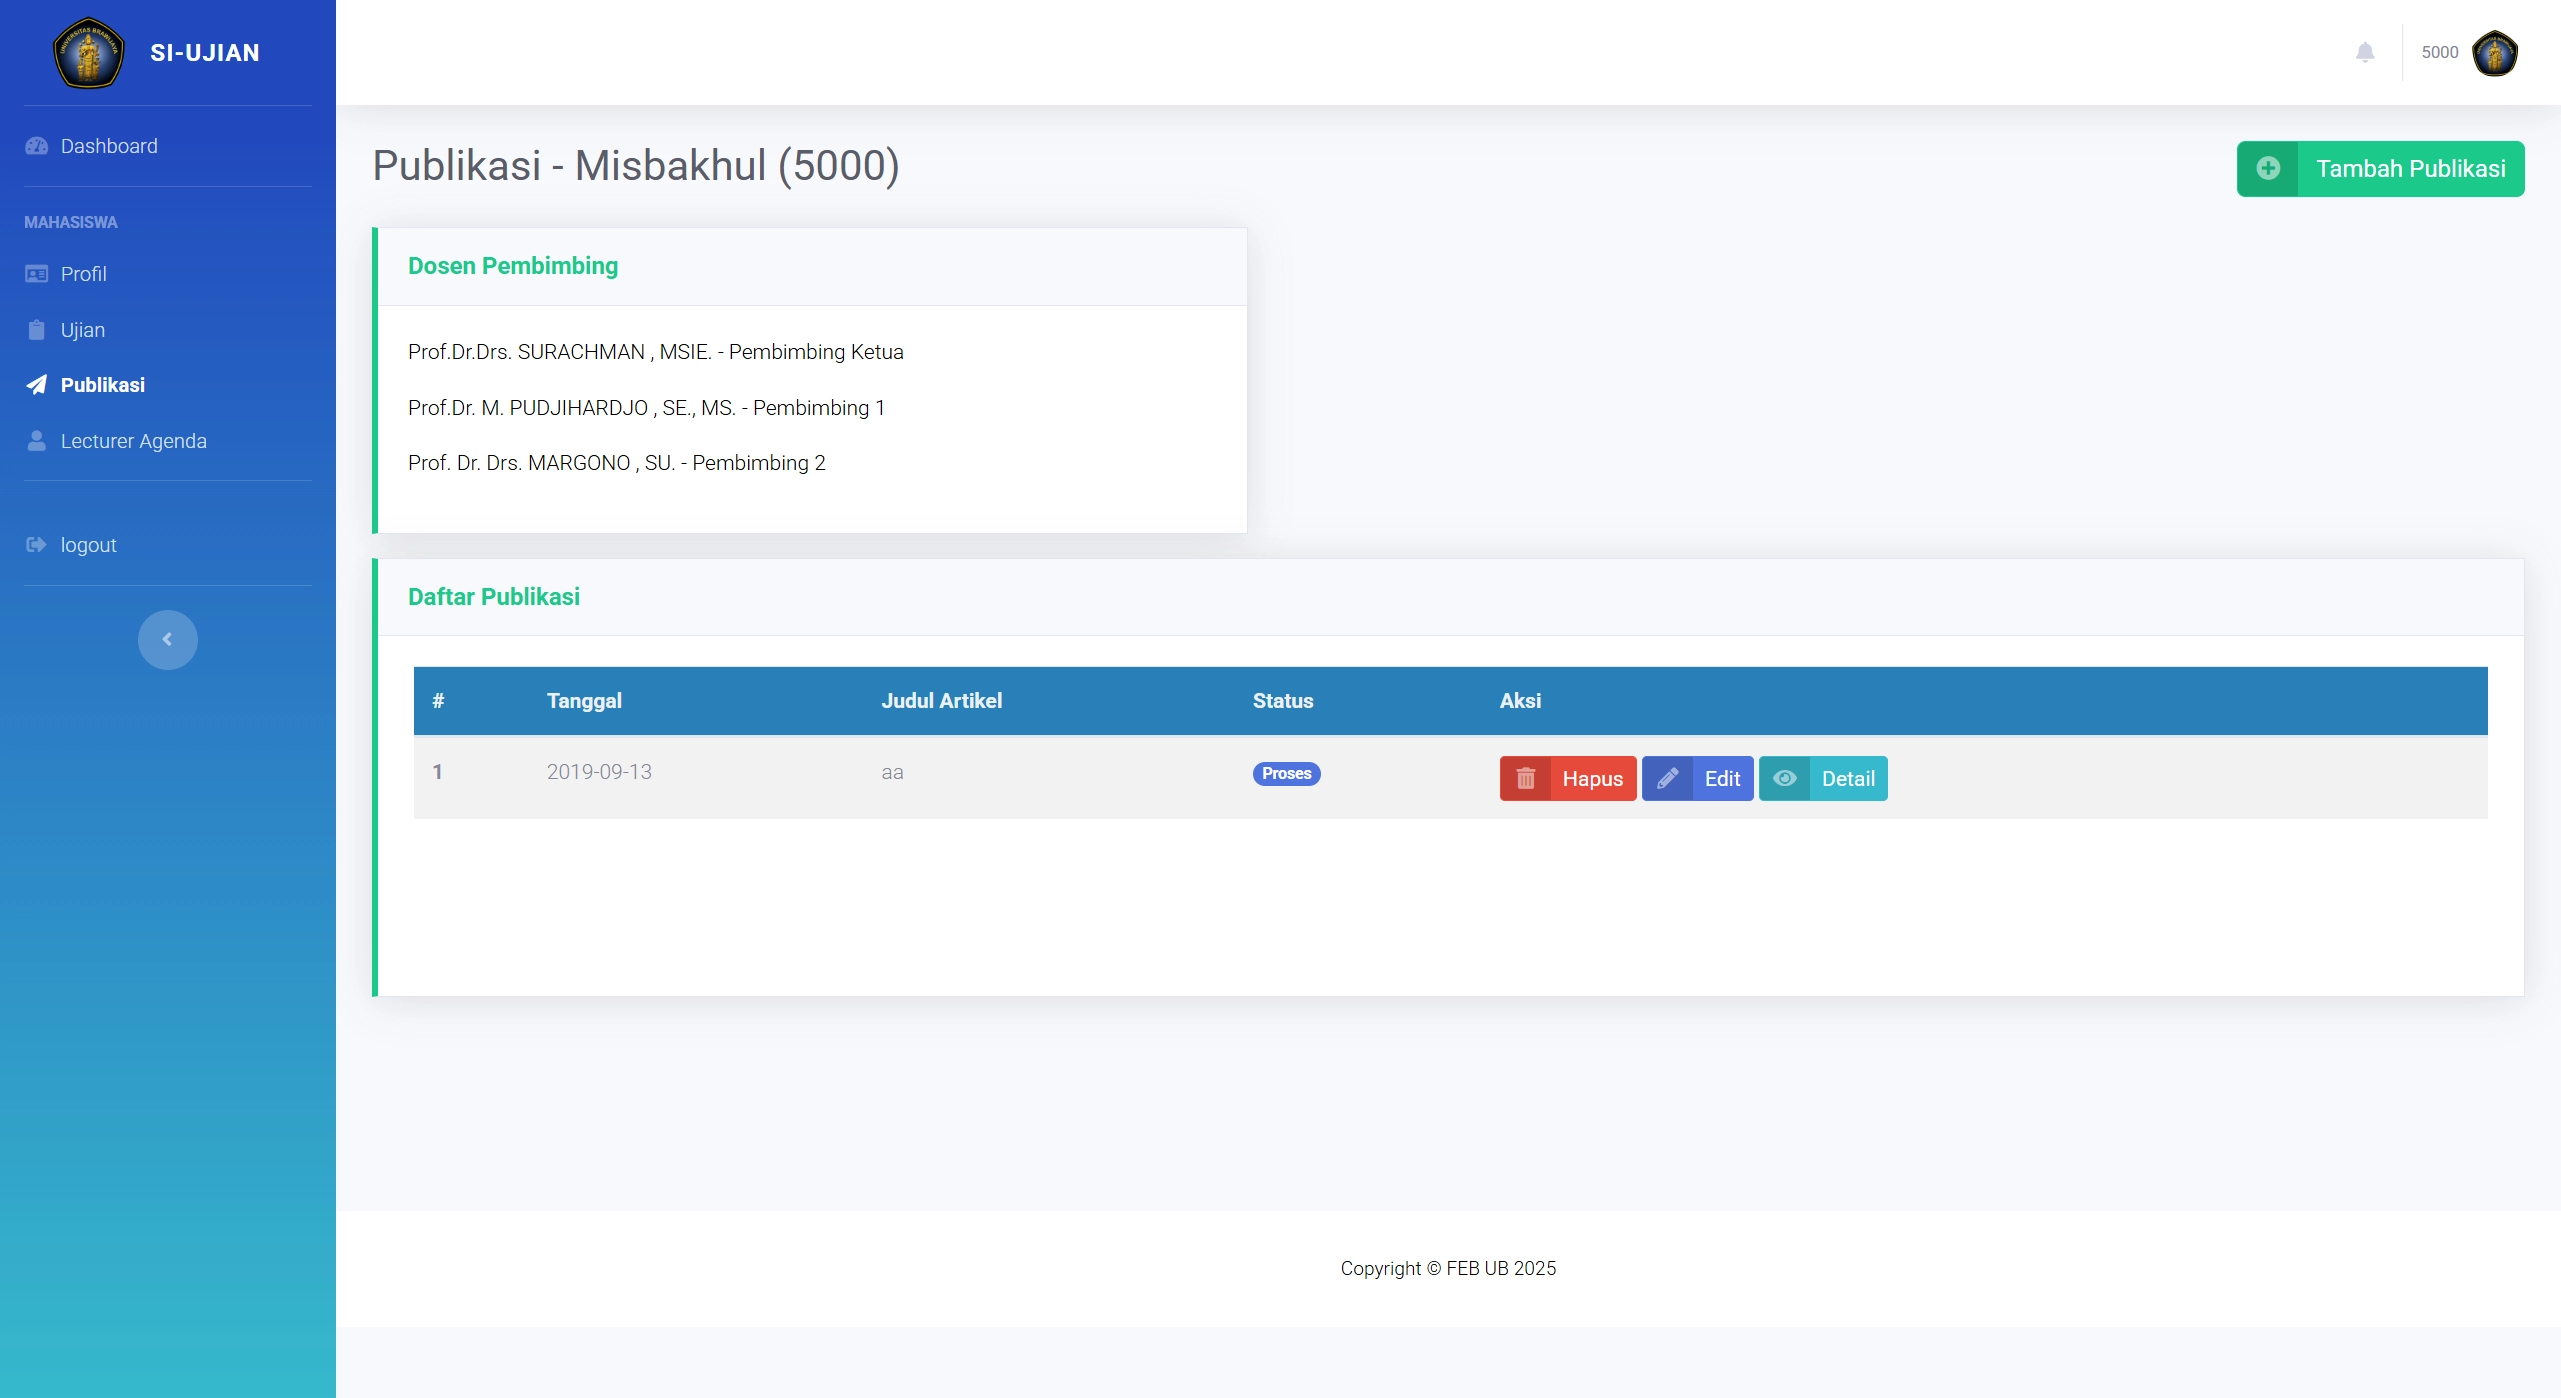 SI-UJIAN
5000
Dashboard
MAHASISWA
Profil
Ujian
Publikasi
Lecturer Agenda
logout
Publikasi - Misbakhul (5000)
Tambah Publikasi
Dosen Pembimbing
Prof.Dr.Drs. SURACHMAN , MSIE. - Pembimbing Ketua
Prof.Dr. M. PUDJIHARDJO , SE., MS. - Pembimbing 1
Prof. Dr. Drs. MARGONO , SU. - Pembimbing 2
Daftar Publikasi
# Tanggal Judul Artikel Status Aksi
1 2019-09-13 aa Proses Hapus Edit Detail
Copyright © FEB UB 2025